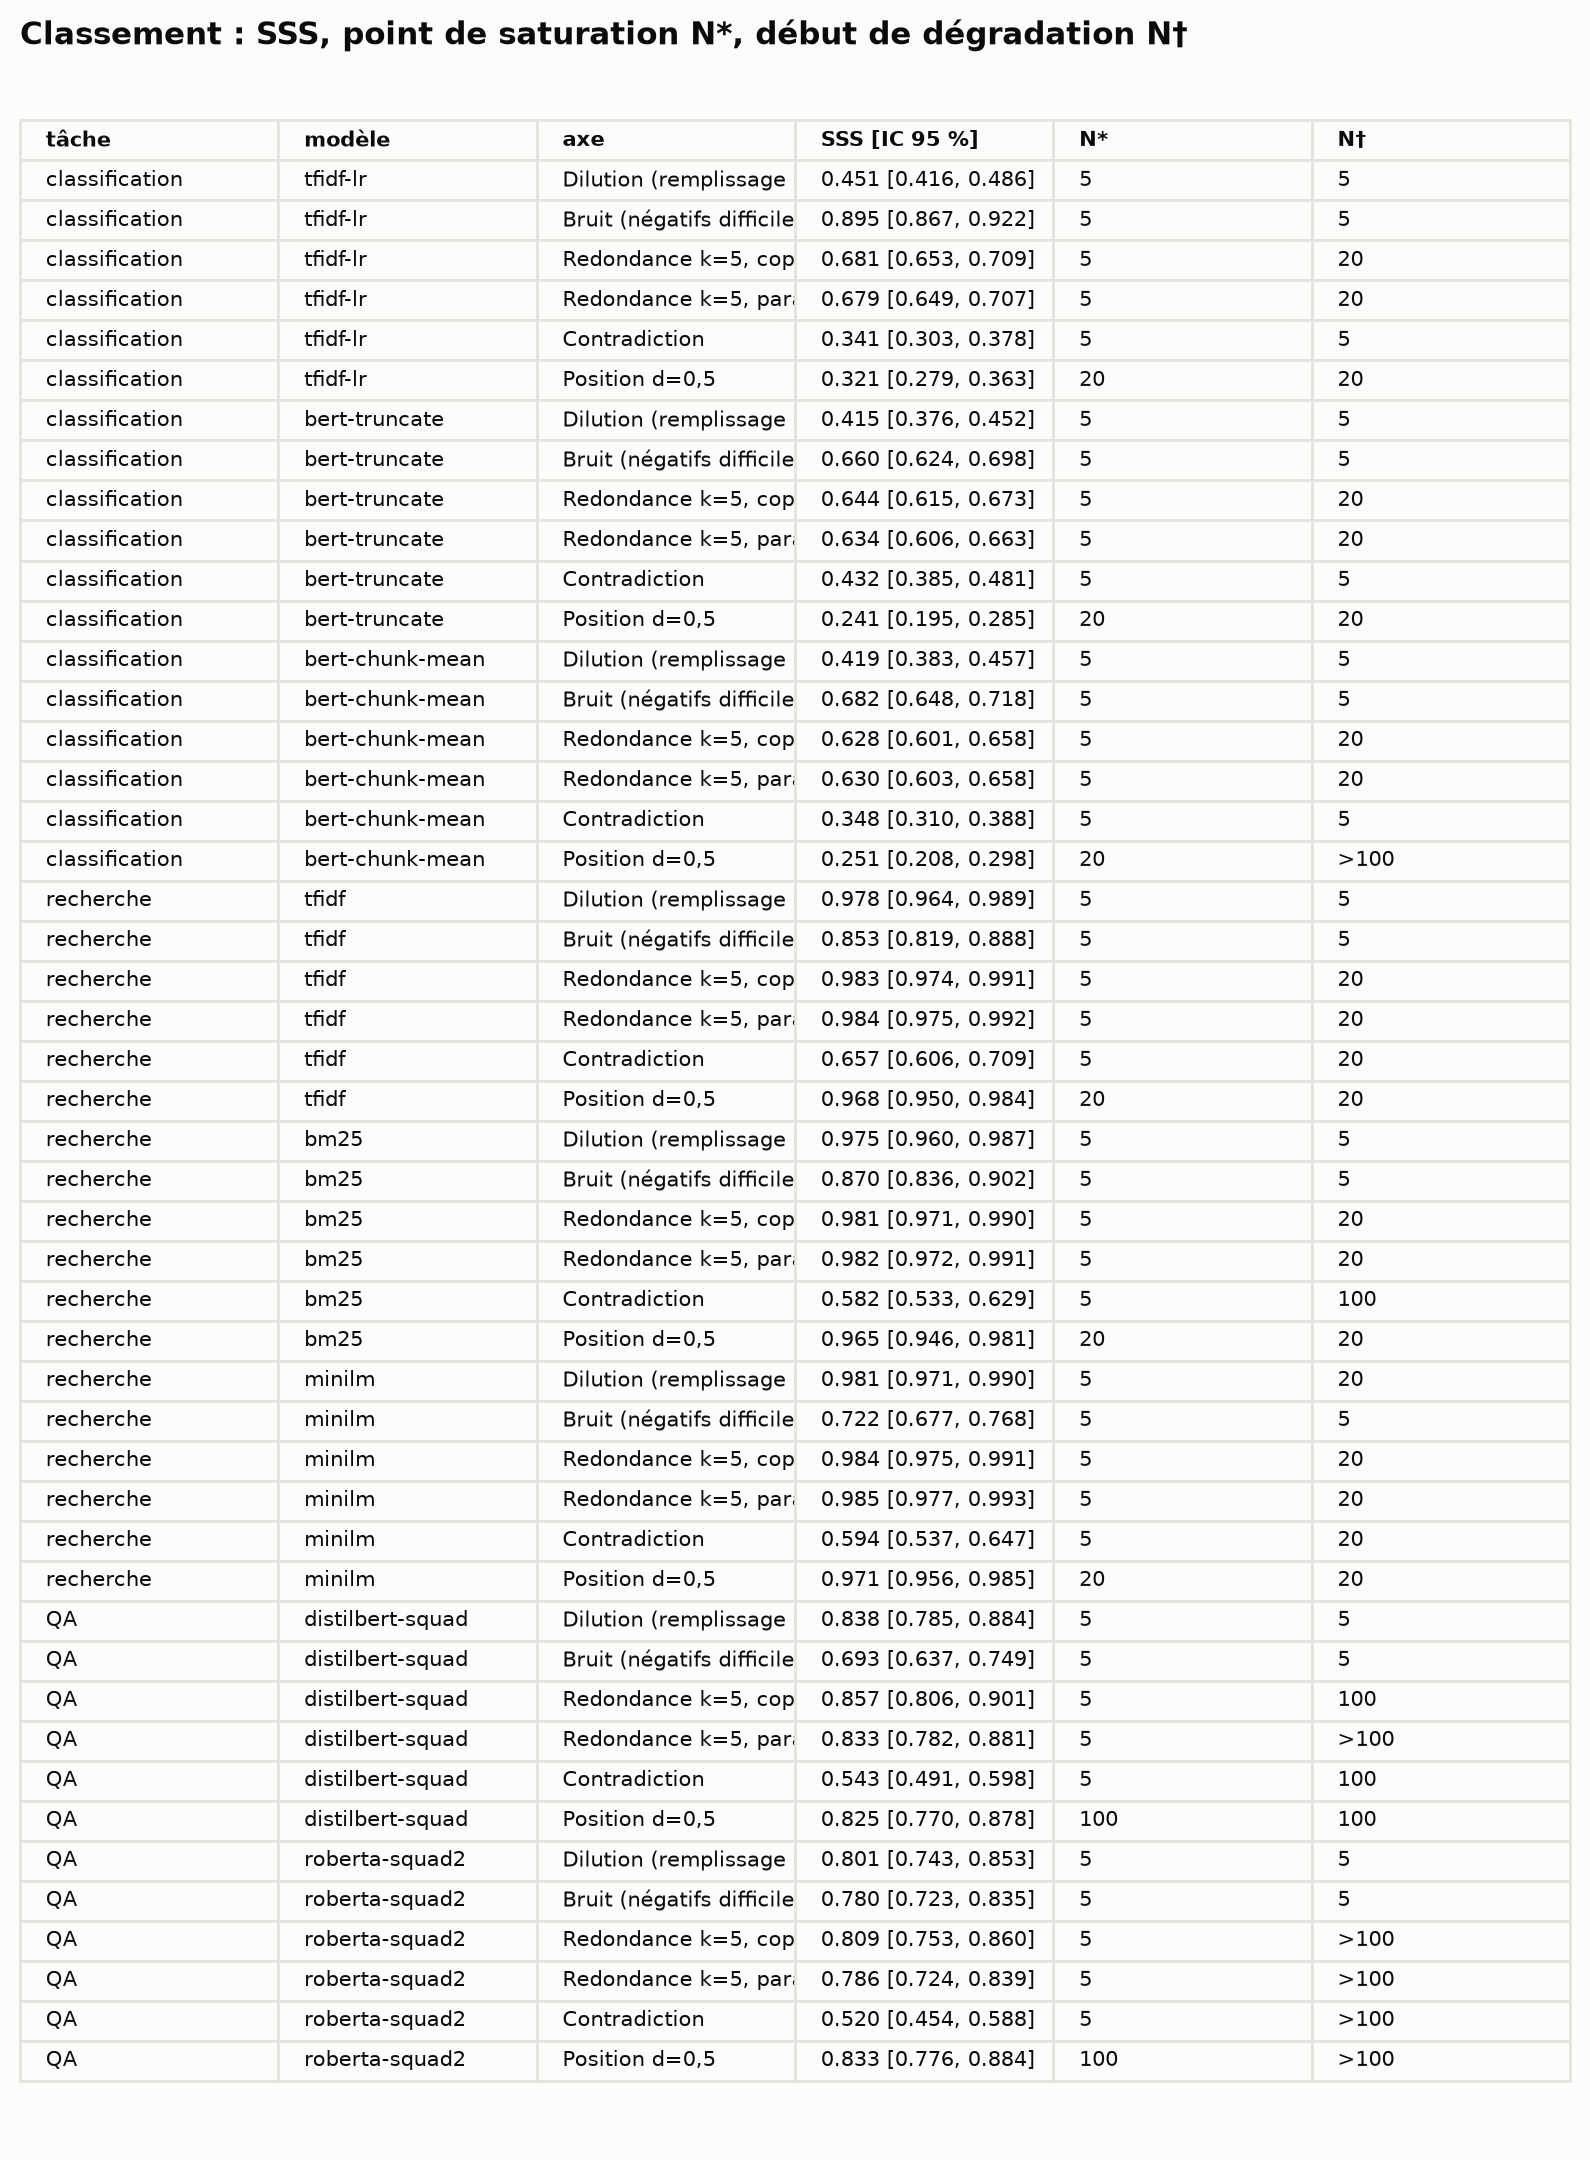 Classement : SSS, point de saturation N*, début de dégradation N†
tâche modèle axe SSS [IC 95 %] N* N†
classification tfidf-lr Dilution (remplissage 0.451 [0.416, 0.486] 5 5
classification tfidf-lr Bruit (négatifs difficile 0.895 [0.867, 0.922] 5 5
classification tfidf-lr Redondance k=5, cop 0.681 [0.653, 0.709] 5 20
classification tfidf-lr Redondance k=5, para 0.679 [0.649, 0.707] 5 20
classification tfidf-lr Contradiction 0.341 [0.303, 0.378] 5 5
classification tfidf-lr Position d=0,5 0.321 [0.279, 0.363] 20 20
classification bert-truncate Dilution (remplissage 0.415 [0.376, 0.452] 5 5
classification bert-truncate Bruit (négatifs difficile 0.660 [0.624, 0.698] 5 5
classification bert-truncate Redondance k=5, cop 0.644 [0.615, 0.673] 5 20
classification bert-truncate Redondance k=5, para 0.634 [0.606, 0.663] 5 20
classification bert-truncate Contradiction 0.432 [0.385, 0.481] 5 5
classification bert-truncate Position d=0,5 0.241 [0.195, 0.285] 20 20
classification bert-chunk-mean Dilution (remplissage 0.419 [0.383, 0.457] 5 5
classification bert-chunk-mean Bruit (négatifs difficile 0.682 [0.648, 0.718] 5 5
classification bert-chunk-mean Redondance k=5, cop 0.628 [0.601, 0.658] 5 20
classification bert-chunk-mean Redondance k=5, para 0.630 [0.603, 0.658] 5 20
classification bert-chunk-mean Contradiction 0.348 [0.310, 0.388] 5 5
classification bert-chunk-mean Position d=0,5 0.251 [0.208, 0.298] 20 >100
recherche tfidf Dilution (remplissage 0.978 [0.964, 0.989] 5 5
recherche tfidf Bruit (négatifs difficile 0.853 [0.819, 0.888] 5 5
recherche tfidf Redondance k=5, cop 0.983 [0.974, 0.991] 5 20
recherche tfidf Redondance k=5, para 0.984 [0.975, 0.992] 5 20
recherche tfidf Contradiction 0.657 [0.606, 0.709] 5 20
recherche tfidf Position d=0,5 0.968 [0.950, 0.984] 20 20
recherche bm25 Dilution (remplissage 0.975 [0.960, 0.987] 5 5
recherche bm25 Bruit (négatifs difficile 0.870 [0.836, 0.902] 5 5
recherche bm25 Redondance k=5, cop 0.981 [0.971, 0.990] 5 20
recherche bm25 Redondance k=5, para 0.982 [0.972, 0.991] 5 20
recherche bm25 Contradiction 0.582 [0.533, 0.629] 5 100
recherche bm25 Position d=0,5 0.965 [0.946, 0.981] 20 20
recherche minilm Dilution (remplissage 0.981 [0.971, 0.990] 5 20
recherche minilm Bruit (négatifs difficile 0.722 [0.677, 0.768] 5 5
recherche minilm Redondance k=5, cop 0.984 [0.975, 0.991] 5 20
recherche minilm Redondance k=5, para 0.985 [0.977, 0.993] 5 20
recherche minilm Contradiction 0.594 [0.537, 0.647] 5 20
recherche minilm Position d=0,5 0.971 [0.956, 0.985] 20 20
QA distilbert-squad Dilution (remplissage 0.838 [0.785, 0.884] 5 5
QA distilbert-squad Bruit (négatifs difficile 0.693 [0.637, 0.749] 5 5
QA distilbert-squad Redondance k=5, cop 0.857 [0.806, 0.901] 5 100
QA distilbert-squad Redondance k=5, para 0.833 [0.782, 0.881] 5 >100
QA distilbert-squad Contradiction 0.543 [0.491, 0.598] 5 100
QA distilbert-squad Position d=0,5 0.825 [0.770, 0.878] 100 100
QA roberta-squad2 Dilution (remplissage 0.801 [0.743, 0.853] 5 5
QA roberta-squad2 Bruit (négatifs difficile 0.780 [0.723, 0.835] 5 5
QA roberta-squad2 Redondance k=5, cop 0.809 [0.753, 0.860] 5 >100
QA roberta-squad2 Redondance k=5, para 0.786 [0.724, 0.839] 5 >100
QA roberta-squad2 Contradiction 0.520 [0.454, 0.588] 5 >100
QA roberta-squad2 Position d=0,5 0.833 [0.776, 0.884] 100 >100